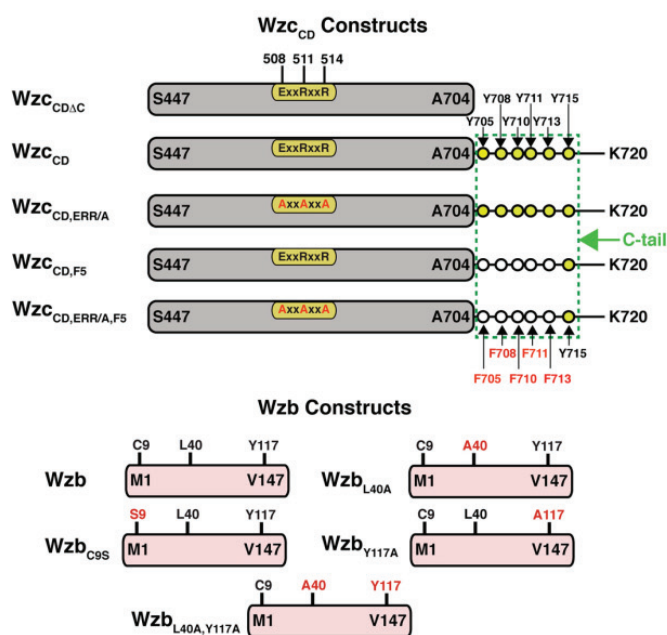 Wzc_CD Constructs
508 511 514
Wzc_CDΔC S447 ExxRxxR A704
Y708 Y711 Y715
Y705 Y710 Y713
Wzc_CD S447 ExxRxxR A704 K720
Wzc_CD,ERR/A S447 AxxAxxA A704 K720
C-tail
Wzc_CD,F5 S447 ExxRxxR A704 K720
Wzc_CD,ERR/A,F5 S447 AxxAxxA A704 K720
F708 F711 Y715
F705 F710 F713
Wzb Constructs
C9 L40 Y117
Wzb M1 V147
C9 A40 Y117
Wzb_L40A M1 V147
S9 L40 Y117
Wzb_C9S M1 V147
C9 L40 A117
Wzb_Y117A M1 V147
C9 A40 Y117
Wzb_L40A,Y117A M1 V147